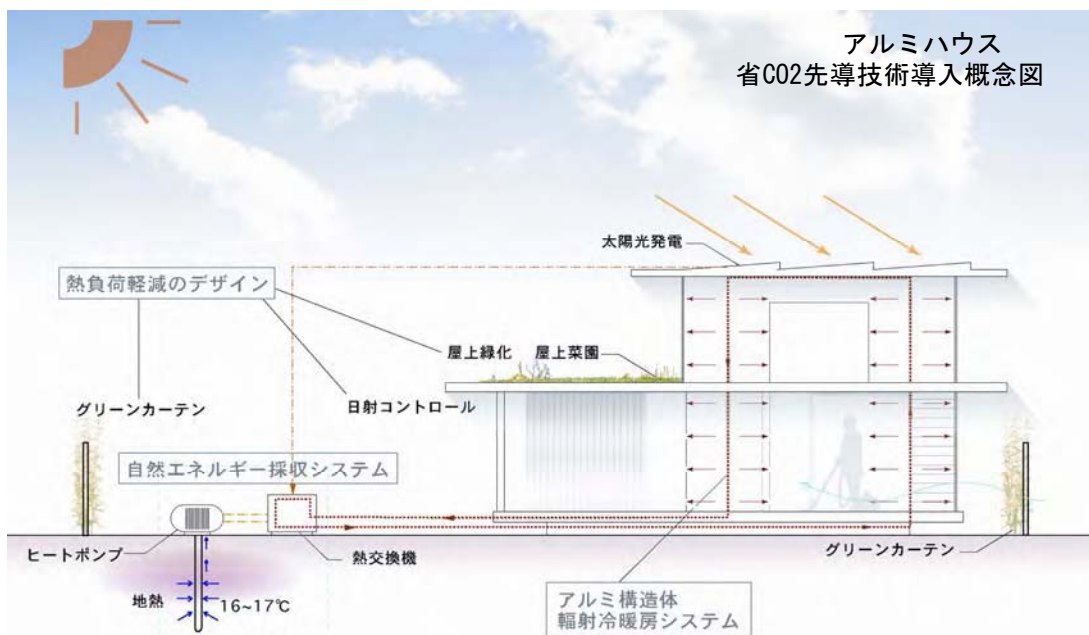 アルミハウス
省CO2先導技術導入概念図
太陽光発電
熱負荷軽減のデザイン
屋上緑化 屋上菜園
グリーンカーテン
日射コントロール
自然エネルギー採収システム
ヒートポンプ
熱交換機
グリーンカーテン
地熱
16~17℃
アルミ構造体
輻射冷暖房システム